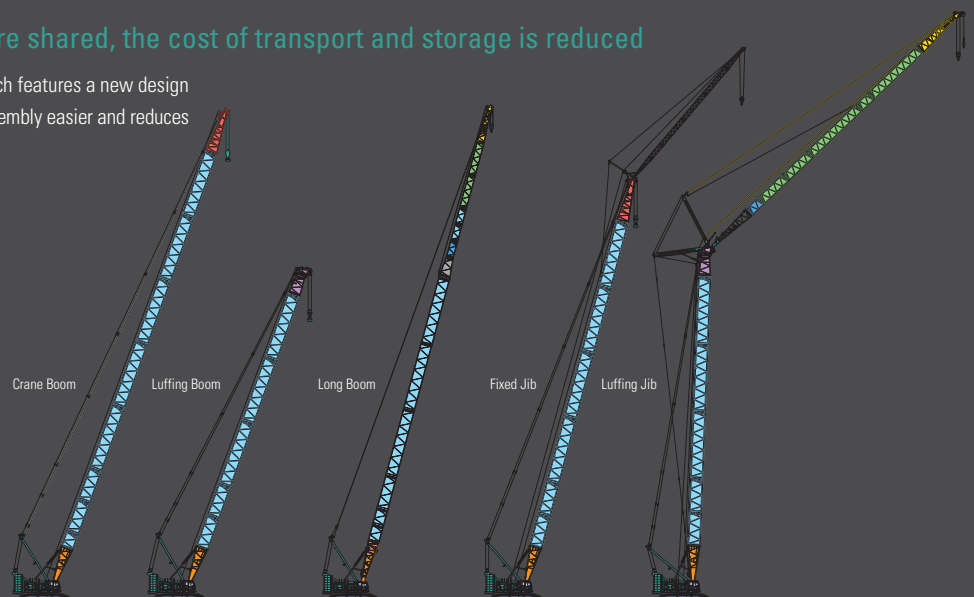 re shared, the cost of transport and storage is reduced
ch features a new design
embly easier and reduces
Crane Boom
Luffing Boom
Long Boom
Fixed Jib
Luffing Jib